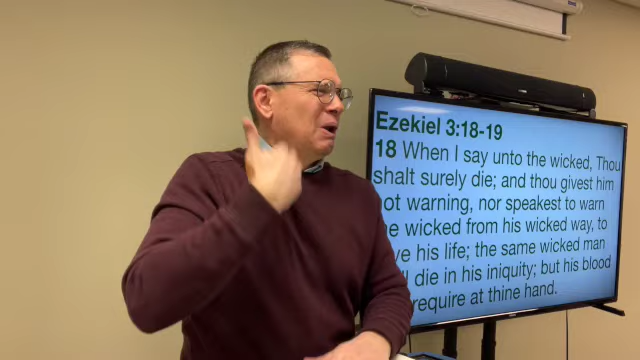 Ezekiel 3:18-19
18 When I say unto the wicked, Thou
shalt surely die; and thou givest him
not warning, nor speakest to warn
wicked from his wicked way, to
his life; the same wicked man
die in his iniquity; but his blood
require at thine hand.